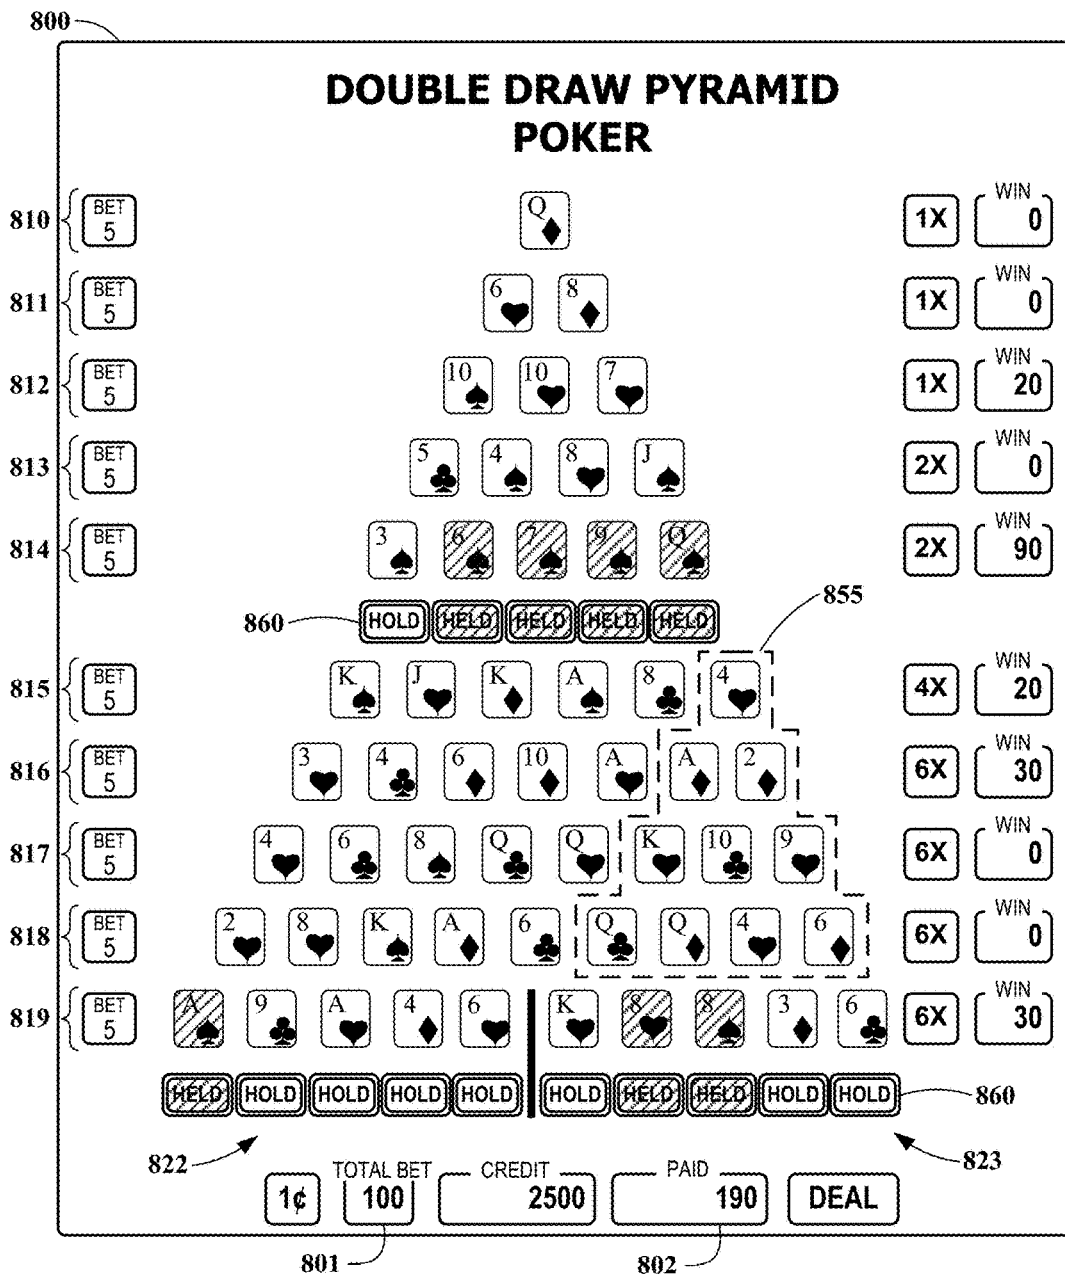 800
DOUBLE DRAW PYRAMID
POKER
810 BET 5 Q 1X WIN 0
811 BET 5 6 8 1X WIN 0
812 BET 5 10 10 7 1X WIN 20
813 BET 5 5 4 8 J 2X WIN 0
814 BET 5 3 6 7 9 Q 2X WIN 90
855
860 HOLD HELD HELD HELD HELD
815 BET 5 K J K A 8 4 4X WIN 20
816 BET 5 3 4 6 10 A A 2 6X WIN 30
817 BET 5 4 6 8 Q Q K 10 9 6X WIN 0
818 BET 5 2 8 K A 6 Q Q 4 6 6X WIN 0
819 BET 5 A 9 A 4 6 K 8 8 3 6 6X WIN 30
HELD HOLD HOLD HOLD HOLD HOLD HELD HELD HOLD HOLD 860
822 823
TOTAL BET CREDIT PAID
1¢ 100 2500 190 DEAL
801 802